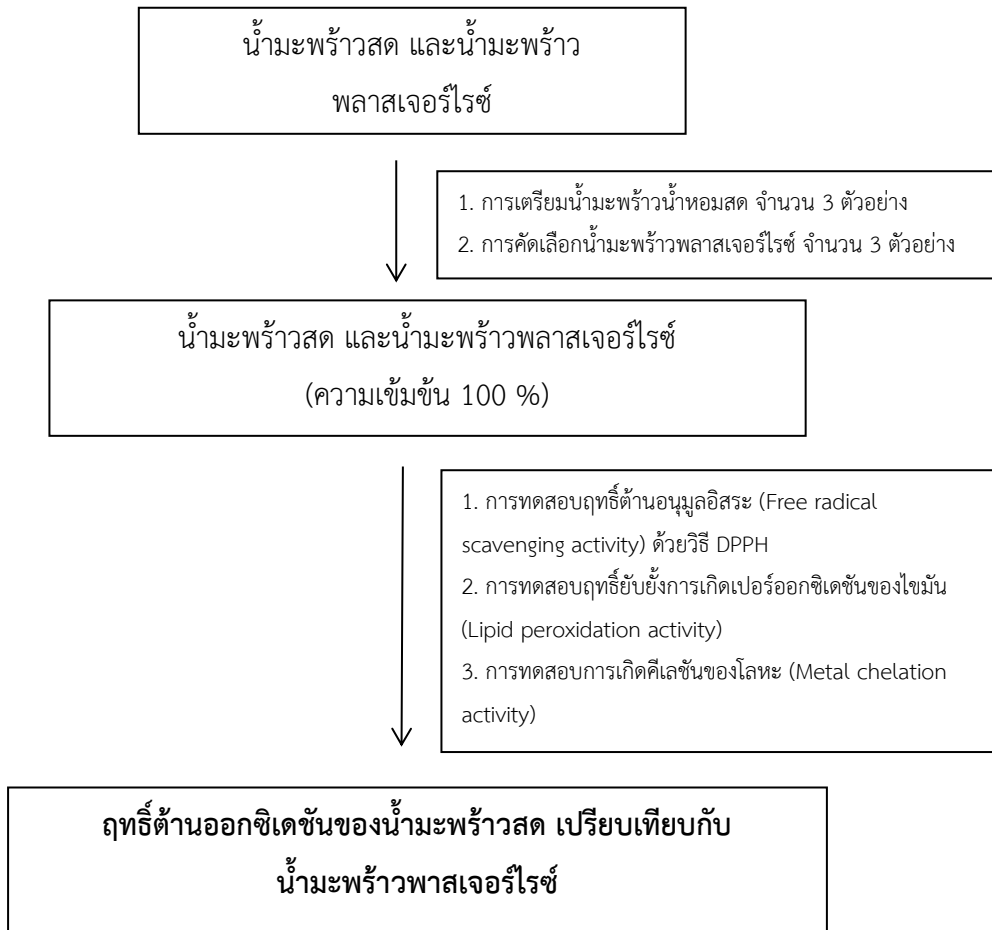 น้ำมะพร้าวสด และน้ำมะพร้าว
พลาสเจอร์ไรซ์
1. การเตรียมน้ำมะพร้าวน้ำหอมสด จำนวน 3 ตัวอย่าง
2. การคัดเลือกน้ำมะพร้าวพลาสเจอร์ไรซ์ จำนวน 3 ตัวอย่าง
น้ำมะพร้าวสด และน้ำมะพร้าวพลาสเจอร์ไรซ์
(ความเข้มข้น 100 %)
1. การทดสอบฤทธิ์ต้านอนุมูลอิสระ (Free radical
scavenging activity) ด้วยวิธี DPPH
2. การทดสอบฤทธิ์ยับยั้งการเกิดเปอร์ออกซิเดชันของไขมัน
(Lipid peroxidation activity)
3. การทดสอบการเกิดคีเลชันของโลหะ (Metal chelation
activity)
ฤทธิ์ต้านออกซิเดชันของน้ำมะพร้าวสด เปรียบเทียบกับ
น้ำมะพร้าวพาสเจอร์ไรซ์